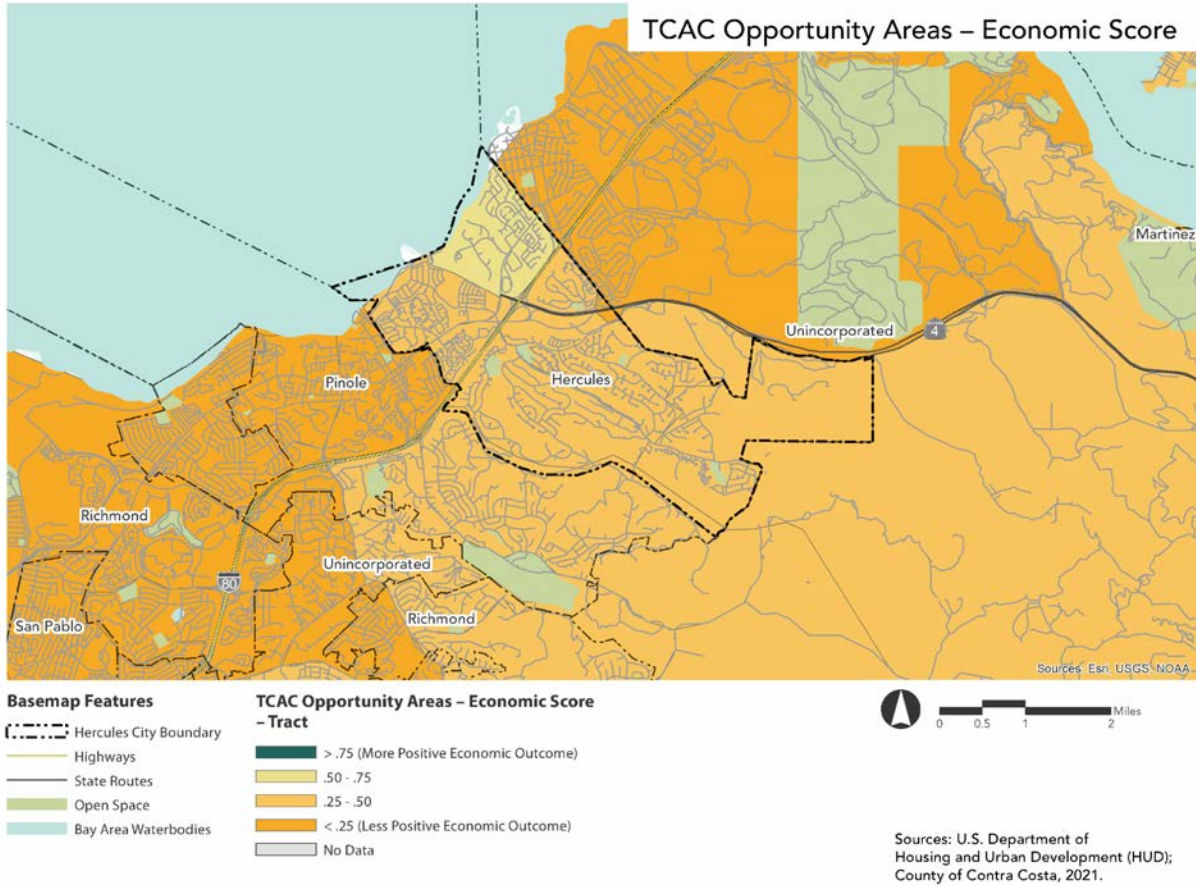 TCAC Opportunity Areas – Economic Score
Martinez
Unincorporated
4
Hercules
Pinole
Richmond
Unincorporated
80
Richmond
San Pablo
Sources: Esri, USGS, NOAA
Basemap Features
Hercules City Boundary
Highways
State Routes
Open Space
Bay Area Waterbodies
TCAC Opportunity Areas – Economic Score
– Tract
> .75 (More Positive Economic Outcome)
.50 - .75
.25 - .50
< .25 (Less Positive Economic Outcome)
No Data
0 0.5 1 2 Miles
Sources: U.S. Department of
Housing and Urban Development (HUD);
County of Contra Costa, 2021.